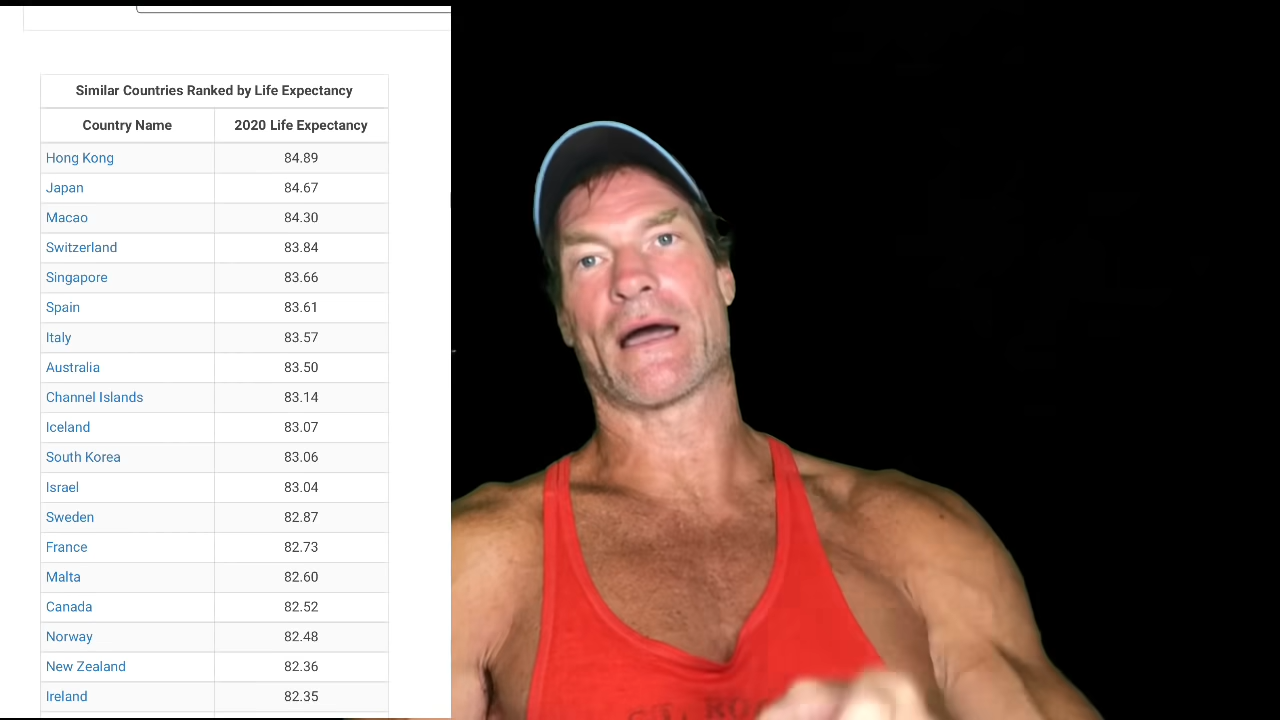 Similar Countries Ranked by Life Expectancy
Country Name 2020 Life Expectancy
Hong Kong 84.89
Japan 84.67
Macao 84.30
Switzerland 83.84
Singapore 83.66
Spain 83.61
Italy 83.57
Australia 83.50
Channel Islands 83.14
Iceland 83.07
South Korea 83.06
Israel 83.04
Sweden 82.87
France 82.73
Malta 82.60
Canada 82.52
Norway 82.48
New Zealand 82.36
Ireland 82.35